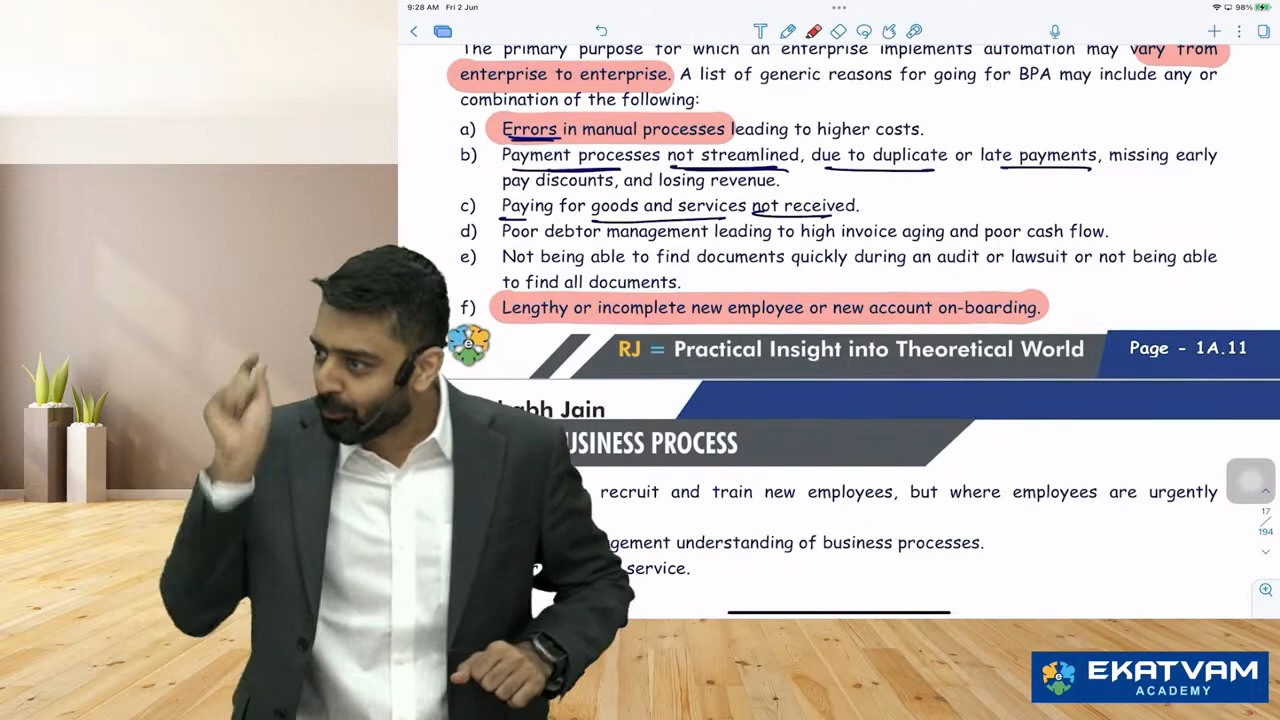 9:28 AM Fri 2 Jun
98%
The primary purpose for which an enterprise implements automation may vary from
enterprise to enterprise. A list of generic reasons for going for BPA may include any or
combination of the following:
a) Errors in manual processes leading to higher costs.
b) Payment processes not streamlined, due to duplicate or late payments, missing early
pay discounts, and losing revenue.
c) Paying for goods and services not received.
d) Poor debtor management leading to high invoice aging and poor cash flow.
e) Not being able to find documents quickly during an audit or lawsuit or not being able
to find all documents.
f) Lengthy or incomplete new employee or new account on-boarding.
RJ = Practical Insight into Theoretical World
Page - 1A.11
Jain
BUSINESS PROCESS
recruit and train new employees, but where employees are urgently
17
194
understanding of business processes.
service.
EKATVAM
ACADEMY